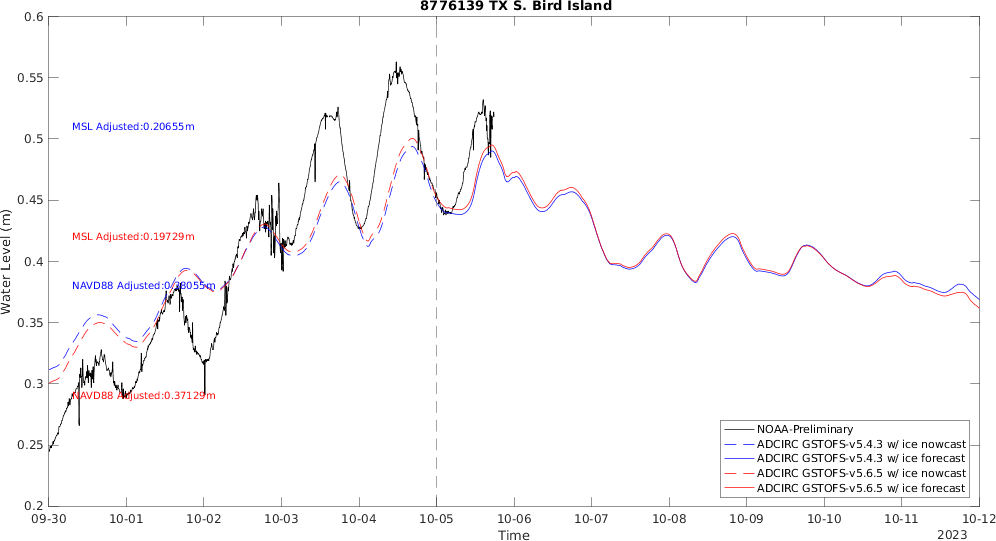 8776139 TX S. Bird Island
0.6
0.55
0.5
0.45
0.4
0.35
0.3
0.25
0.2
Water Level (m)
MSL Adjusted:0.20655m
MSL Adjusted:0.19729m
NAVD88 Adjusted:0.38055m
NAVD88 Adjusted:0.37129m
NOAA-Preliminary
ADCIRC GSTOFS-v5.4.3 w/ ice nowcast
ADCIRC GSTOFS-v5.4.3 w/ ice forecast
ADCIRC GSTOFS-v5.6.5 w/ ice nowcast
ADCIRC GSTOFS-v5.6.5 w/ ice forecast
09-30 10-01 10-02 10-03 10-04 10-05 10-06 10-07 10-08 10-09 10-10 10-11 10-12
Time
2023